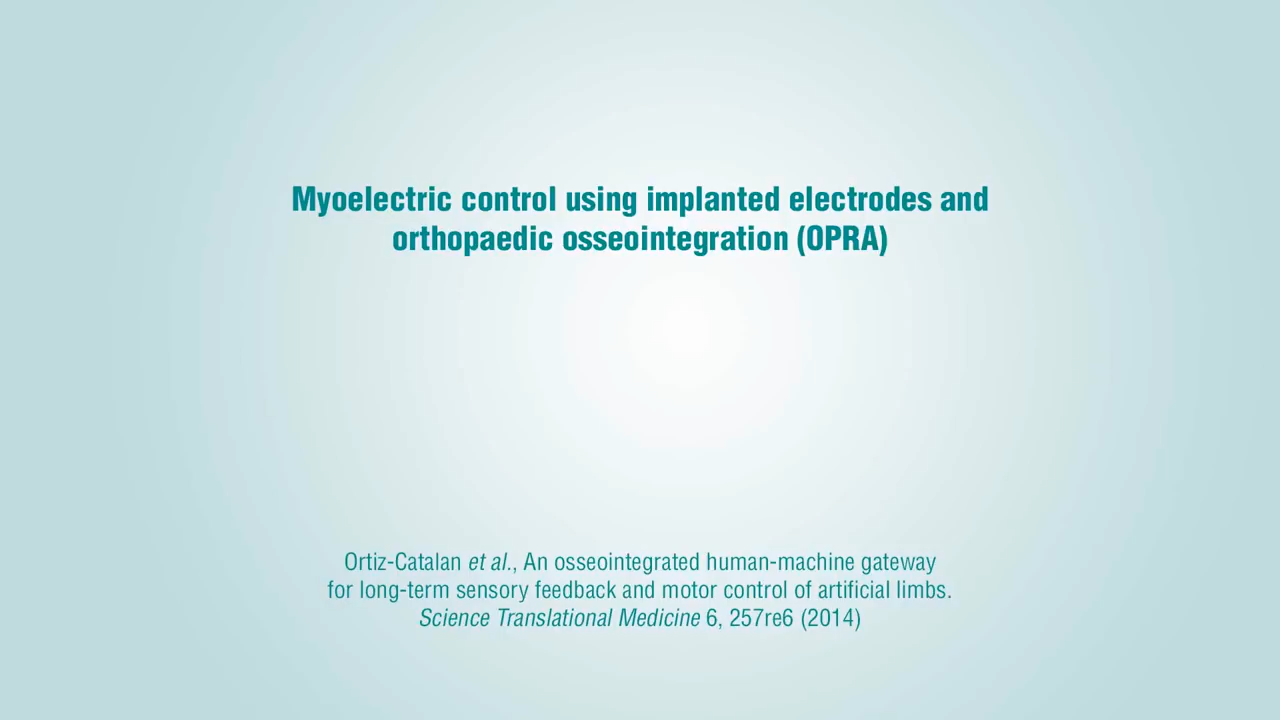 Myoelectric control using implanted electrodes and
orthopaedic osseointegration (OPRA)
Ortiz-Catalan et al., An osseointegrated human-machine gateway
for long-term sensory feedback and motor control of artificial limbs.
Science Translational Medicine 6, 257re6 (2014)